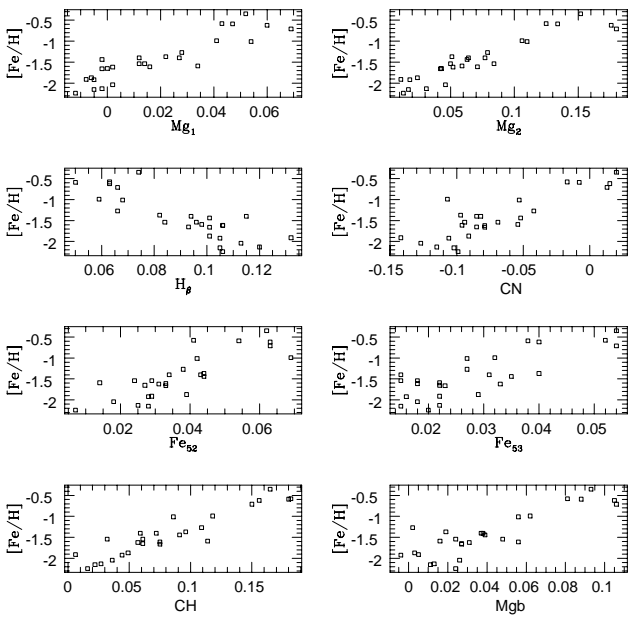 [Fe/H] -0.5 -1 -1.5 -2
0 0.02 0.04 0.06
Mg1
[Fe/H] -0.5 -1 -1.5 -2
0.05 0.1 0.15
Mg2
[Fe/H] -0.5 -1 -1.5 -2
0.06 0.08 0.1 0.12
Hβ
[Fe/H] -0.5 -1 -1.5 -2
-0.15 -0.1 -0.05 0
CN
[Fe/H] -0.5 -1 -1.5 -2
0.02 0.04 0.06
Fe52
[Fe/H] -0.5 -1 -1.5 -2
0.02 0.03 0.04 0.05
Fe53
[Fe/H] -0.5 -1 -1.5 -2
0 0.05 0.1 0.15
CH
[Fe/H] -0.5 -1 -1.5 -2
0 0.02 0.04 0.06 0.08 0.1
Mgb